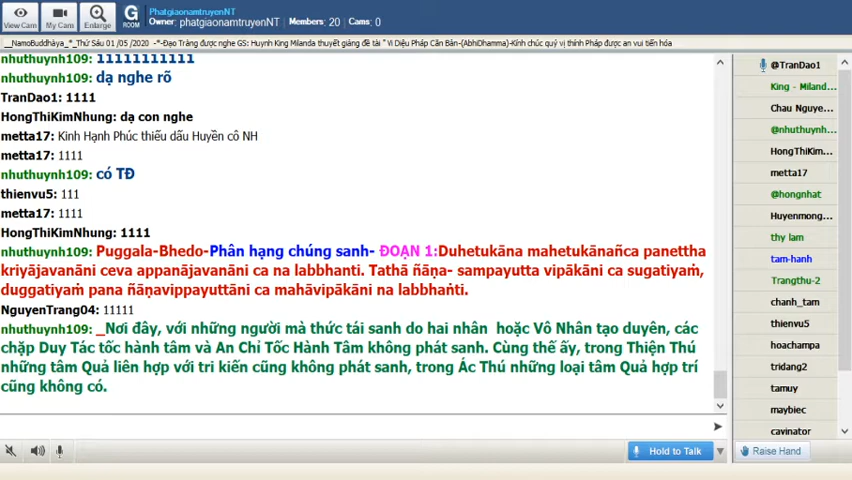 View Cam
My Cam
Enlarge
G
ROOM
PhatgiaonamtruyenNT
Owner: phatgiaonamtruyenNT
Members: 20
Cams: 0
__NamoBuddhàya_*_Thứ Sáu 01 /05 /2020 -*-Đạo Tràng được nghe GS: Huynh King Milanda thuyết giảng đề tài " Vi Diệu Pháp Căn Bản-(AbhiDhamma)-Kính chúc quý vị thính Pháp được an vui tiến hóa
nhuthuynh109: 11111111111
nhuthuynh109: dạ nghe rõ
TranDao1: 1111
HongThiKimNhung: dạ con nghe
metta17: Kinh Hạnh Phúc thiếu dấu Huyền cô NH
metta17: 1111
nhuthuynh109: có TĐ
thienvu5: 111
metta17: 1111
HongThiKimNhung: 1111
nhuthuynh109: Puggala-Bhedo-Phân hạng chúng sanh- ĐOẠN 1:Duhetukāna mahetukānañca panettha
kriyājavanāni ceva appanājavanāni ca na labbhanti. Tathā ñāṇa- sampayutta vipākāni ca sugatiyaṁ,
duggatiyaṁ pana ñāṇavippayuttāni ca mahāvipākāni na labbhaṅti.
NguyenTrang04: 11111
nhuthuynh109: _Nơi đây, với những người mà thức tái sanh do hai nhân hoặc Vô Nhân tạo duyên, các
chặp Duy Tác tốc hành tâm và An Chỉ Tốc Hành Tâm không phát sanh. Cùng thế ấy, trong Thiện Thú
những tâm Quả liên hợp với tri kiến cũng không phát sanh, trong Ác Thú những loại tâm Quả hợp trí
cũng không có.
@TranDao1
King - Miland...
Chau Nguye...
@nhuthuynh...
HongThiKim...
metta17
@hongnhat
Huyenmong...
thy lam
tam-hanh
Trangthu-2
chanh_tam
thienvu5
hoachampa
tridang2
tamuy
maybiec
cavinator
Hold to Talk
Raise Hand